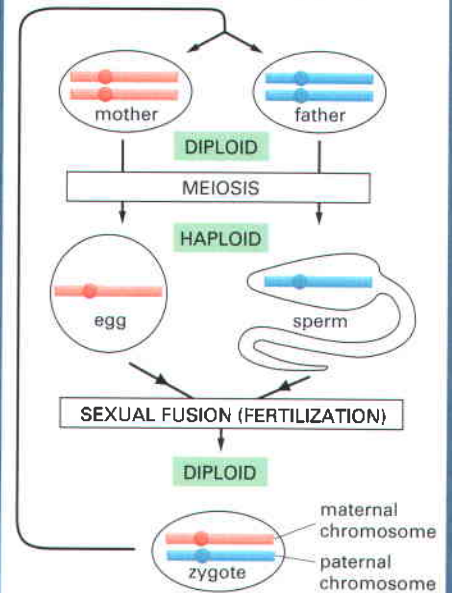 mother
father
DIPLOID
MEIOSIS
HAPLOID
egg
sperm
SEXUAL FUSION (FERTILIZATION)
DIPLOID
maternal
chromosome
zygote
paternal
chromosome